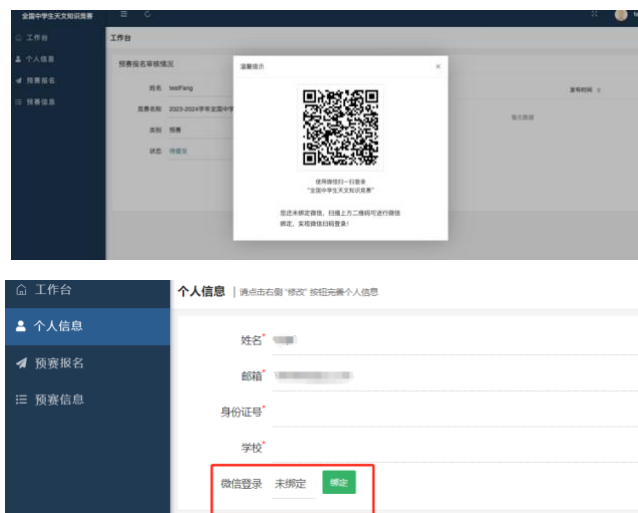 全国中学生天文知识竞赛
工作台
工作台
个人信息
预赛报名
预赛信息
预赛报名审核情况
姓名 testFang
竞赛名称 2023-2024学年全国中学
类别 预赛
状态 待提交
发布时间
暂无数据
温馨提示
使用微信扫一扫登录
“全国中学生天文知识竞赛”
您还未绑定微信，扫描上方二维码可进行微信
绑定，实现微信扫码登录！
工作台
个人信息
预赛报名
预赛信息
个人信息 | 请点击右侧“修改”按钮完善个人信息
姓名*
邮箱*
身份证号*
学校*
微信登录 未绑定 绑定